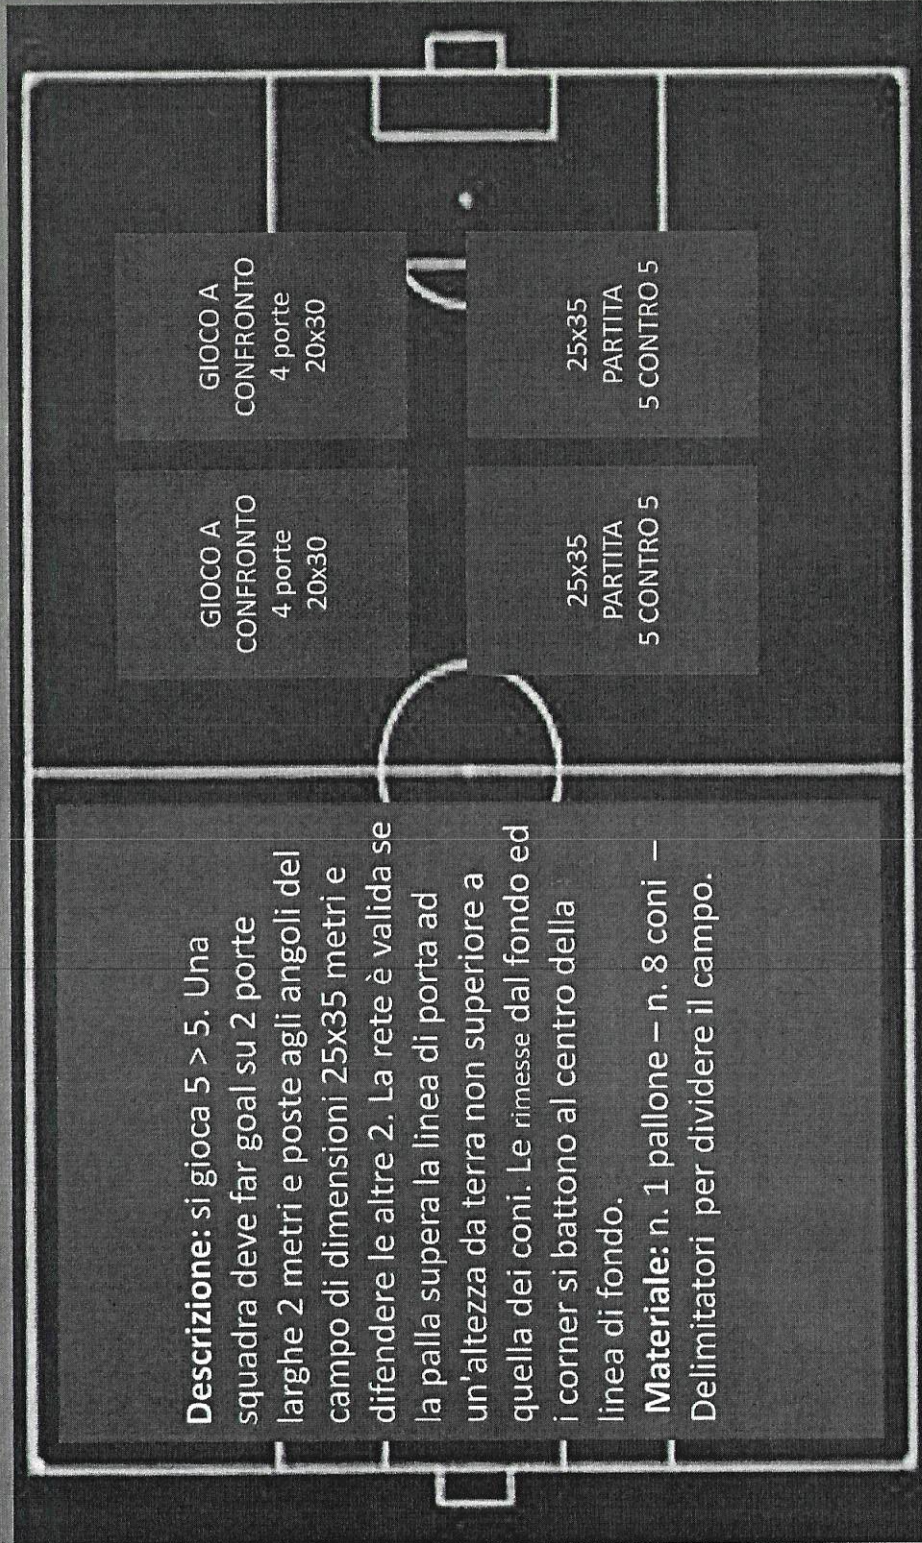 Descrizione: si gioca 5 > 5. Una
squadra deve far goal su 2 porte
larghe 2 metri e poste agli angoli del
campo di dimensioni 25x35 metri e
difendere le altre 2. La rete è valida se
la palla supera la linea di porta ad
un'altezza da terra non superiore a
quella dei coni. Le rimesse dal fondo ed
i corner si battono al centro della
linea di fondo.
Materiale: n. 1 pallone – n. 8 coni –
Delimitatori per dividere il campo.
GIOCO A
CONFRONTO
4 porte
20x30
GIOCO A
CONFRONTO
4 porte
20x30
25x35
PARTITA
5 CONTRO 5
25x35
PARTITA
5 CONTRO 5